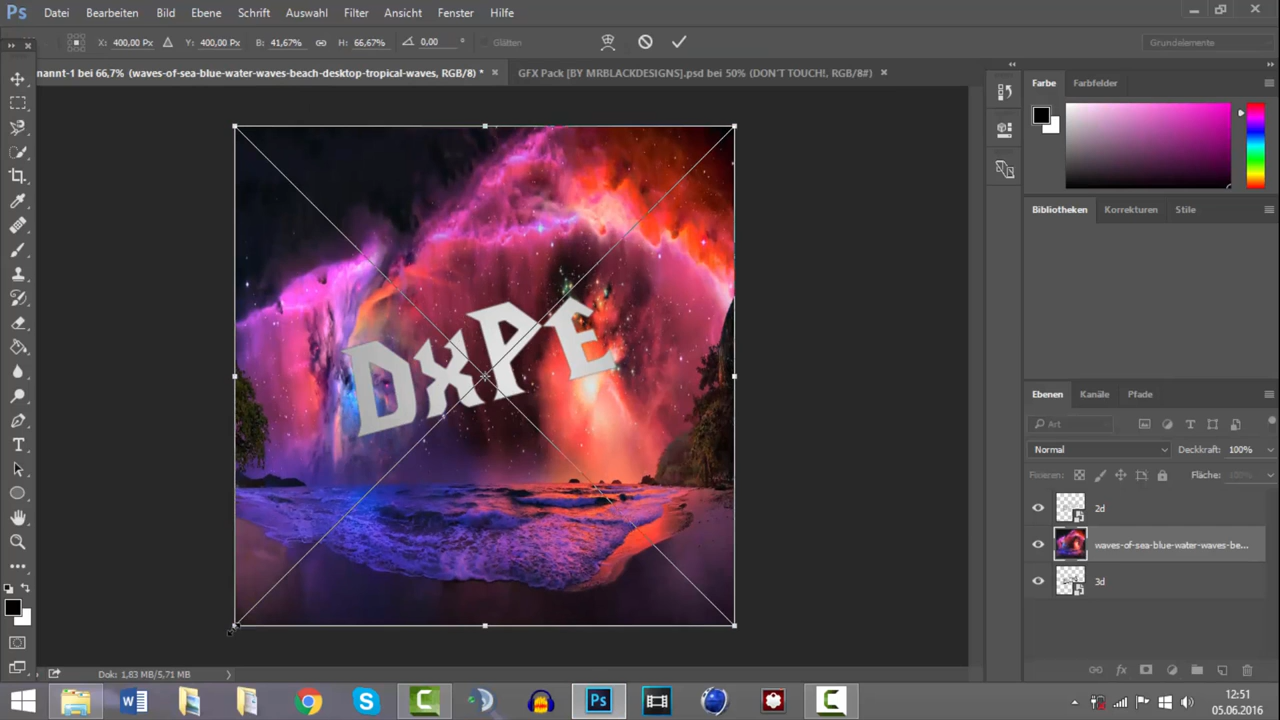 Ps Datei Bearbeiten Bild Ebene Schrift Auswahl Filter Ansicht Fenster Hilfe
X: 400,00 Px Y: 400,00 Px B: 41,67% H: 66,67% 0,00 ° Glätten Grundelemente
nannt-1 bei 66,7% (waves-of-sea-blue-water-waves-beach-desktop-tropical-waves, RGB/8) * GFX Pack [BY MRBLACKDESIGNS].psd bei 50% (DON'T TOUCH!, RGB/8#)
Farbe Farbfelder
Bibliotheken Korrekturen Stile
DXPE
Ebenen Kanäle Pfade
Art
Normal Deckkraft: 100%
Fixieren: Fläche: 100%
2d
waves-of-sea-blue-water-waves-be...
3d
Dok: 1,83 MB/5,71 MB
12:51
05.06.2016